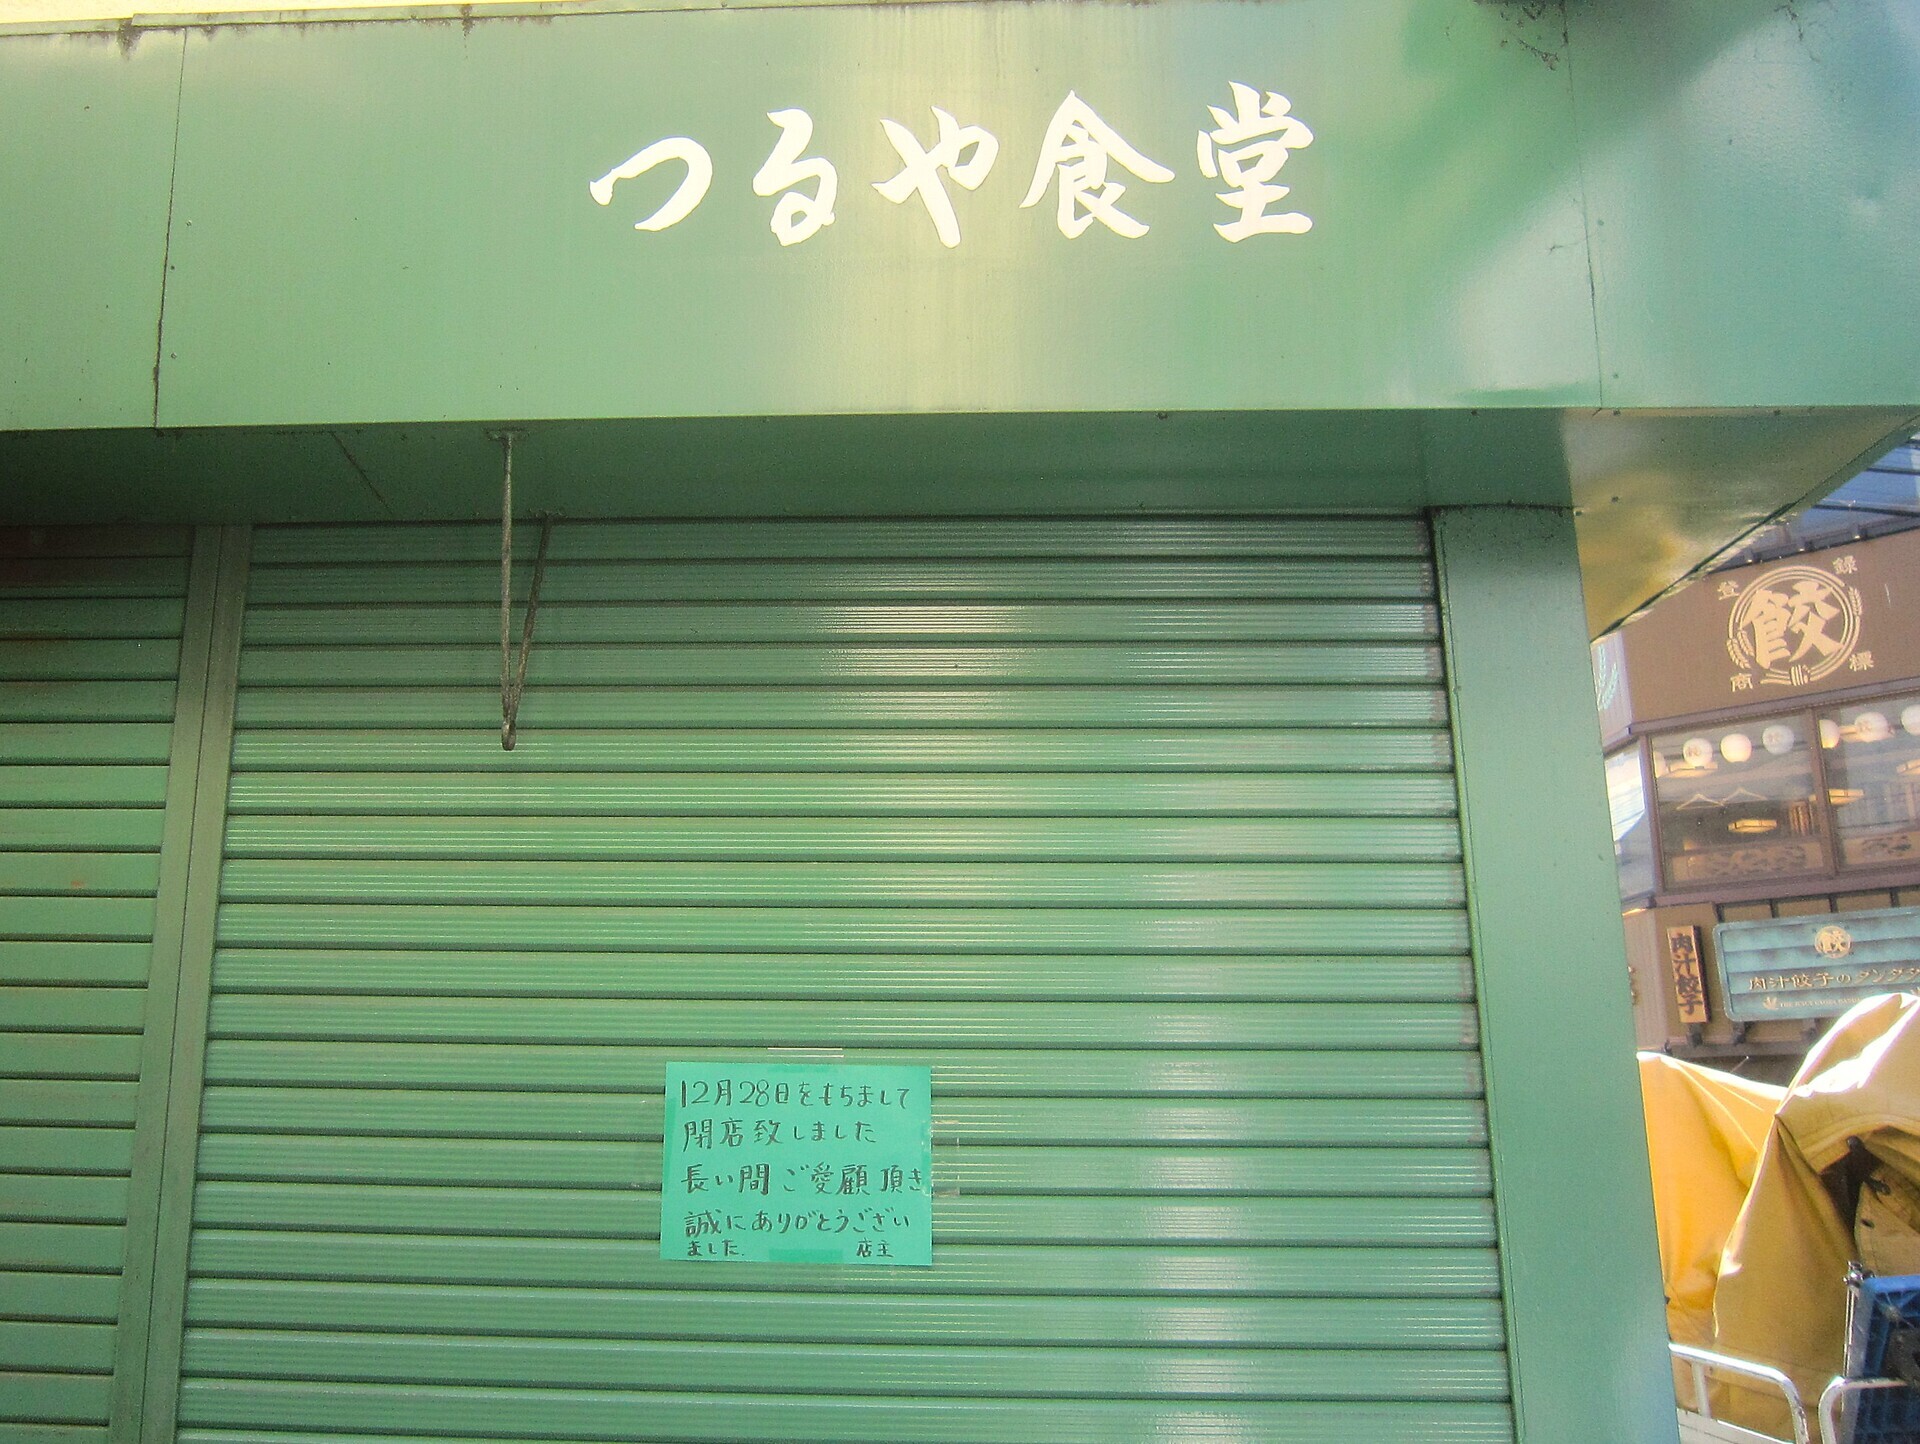 つるや食堂
12月28日をもちまして
閉店致しました
長い間ご愛顧頂き
誠にありがとうござい
ました. 店主
登録
餃
商標
肉汁餃子
餃
肉汁餃子のダンダダ